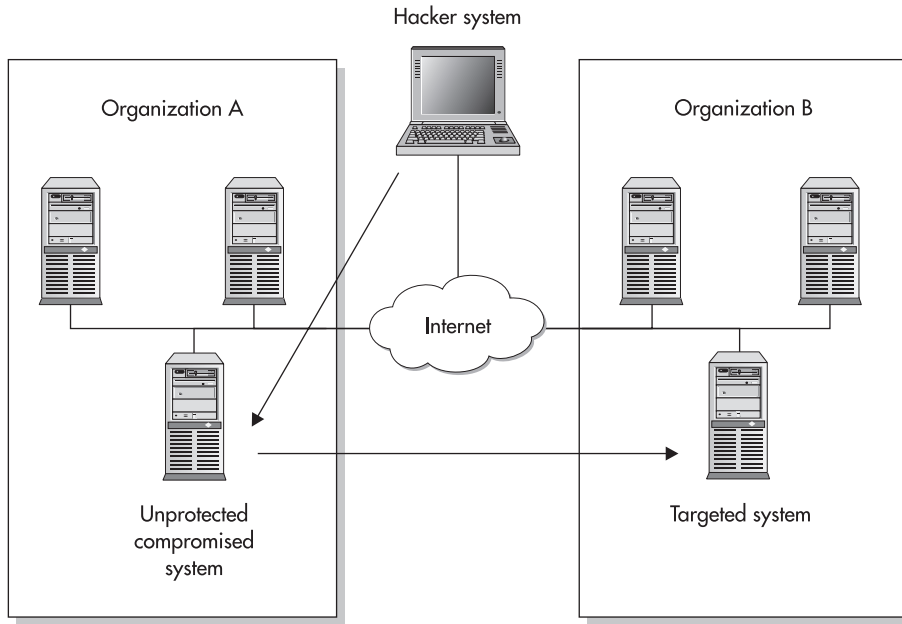 Hacker system
Organization A
Organization B
Internet
Unprotected
compromised
system
Targeted system